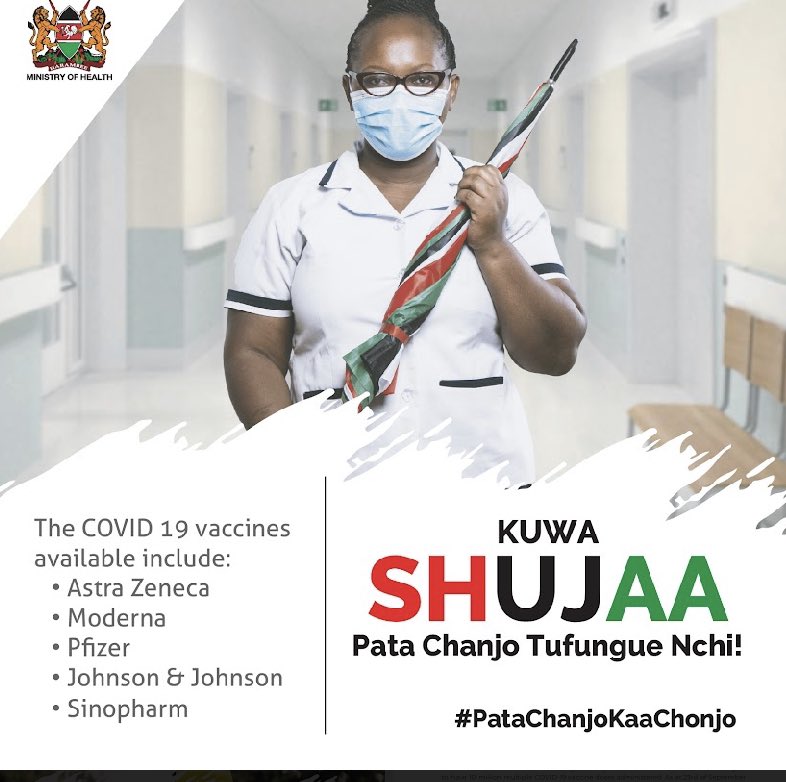 HARAMBEE
MINISTRY OF HEALTH
The COVID 19 vaccines
available include:
• Astra Zeneca
• Moderna
• Pfizer
• Johnson & Johnson
• Sinopharm
KUWA
SHUJAA
Pata Chanjo Tufungue Nchi!
#PataChanjoKaaChonjo